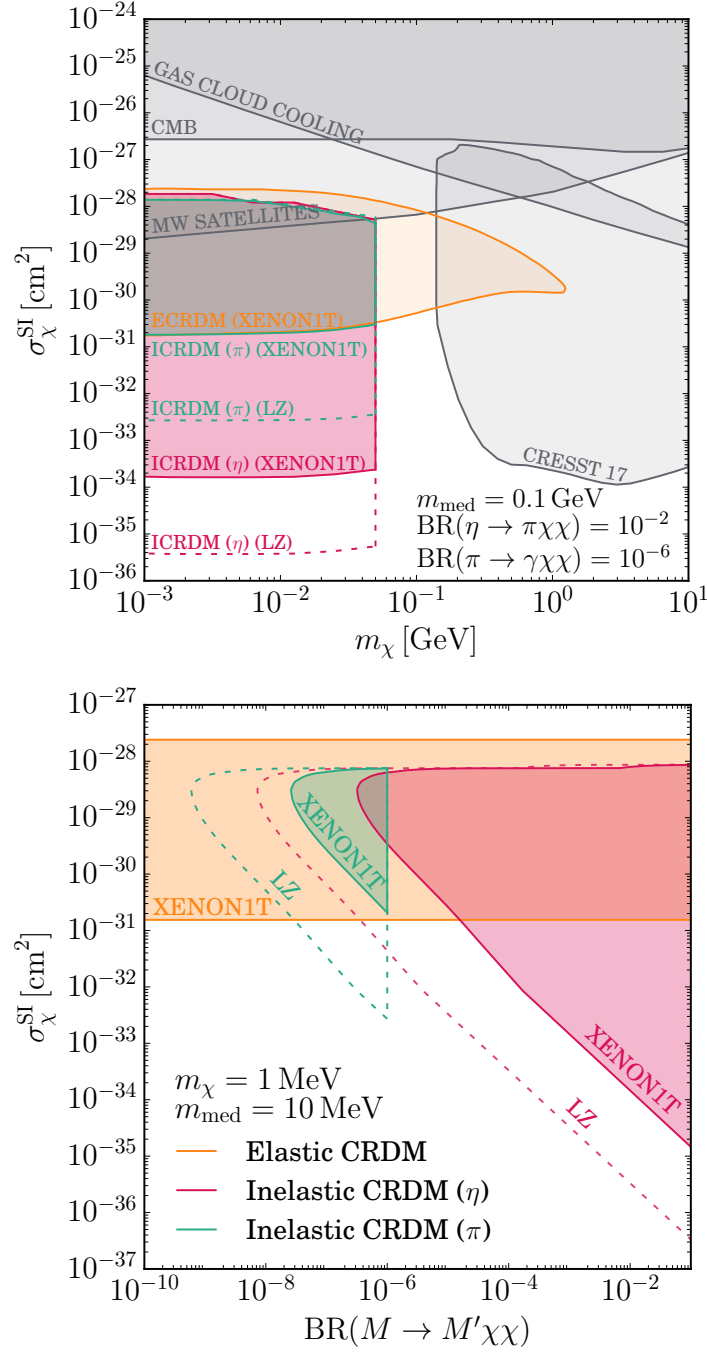 10^{-24}
10^{-25}
10^{-26}
10^{-27}
10^{-28}
10^{-29}
10^{-30}
10^{-31}
10^{-32}
10^{-33}
10^{-34}
10^{-35}
10^{-36}
σ_χ^{SI} [cm^2]
GAS CLOUD COOLING
CMB
MW SATELLITES
ECRDM (XENON1T)
ICRDM (π) (XENON1T)
ICRDM (π) (LZ)
ICRDM (η) (XENON1T)
ICRDM (η) (LZ)
CRESST 17
m_med = 0.1 GeV
BR(η → πχχ) = 10^{-2}
BR(π → γχχ) = 10^{-6}
10^{-3} 10^{-2} 10^{-1} 10^0 10^1
m_χ [GeV]
10^{-27}
10^{-28}
10^{-29}
10^{-30}
10^{-31}
10^{-32}
10^{-33}
10^{-34}
10^{-35}
10^{-36}
10^{-37}
σ_χ^{SI} [cm^2]
XENON1T
LZ
XENON1T
XENON1T
LZ
m_χ = 1 MeV
m_med = 10 MeV
Elastic CRDM
Inelastic CRDM (η)
Inelastic CRDM (π)
10^{-10} 10^{-8} 10^{-6} 10^{-4} 10^{-2}
BR(M → M′χχ)